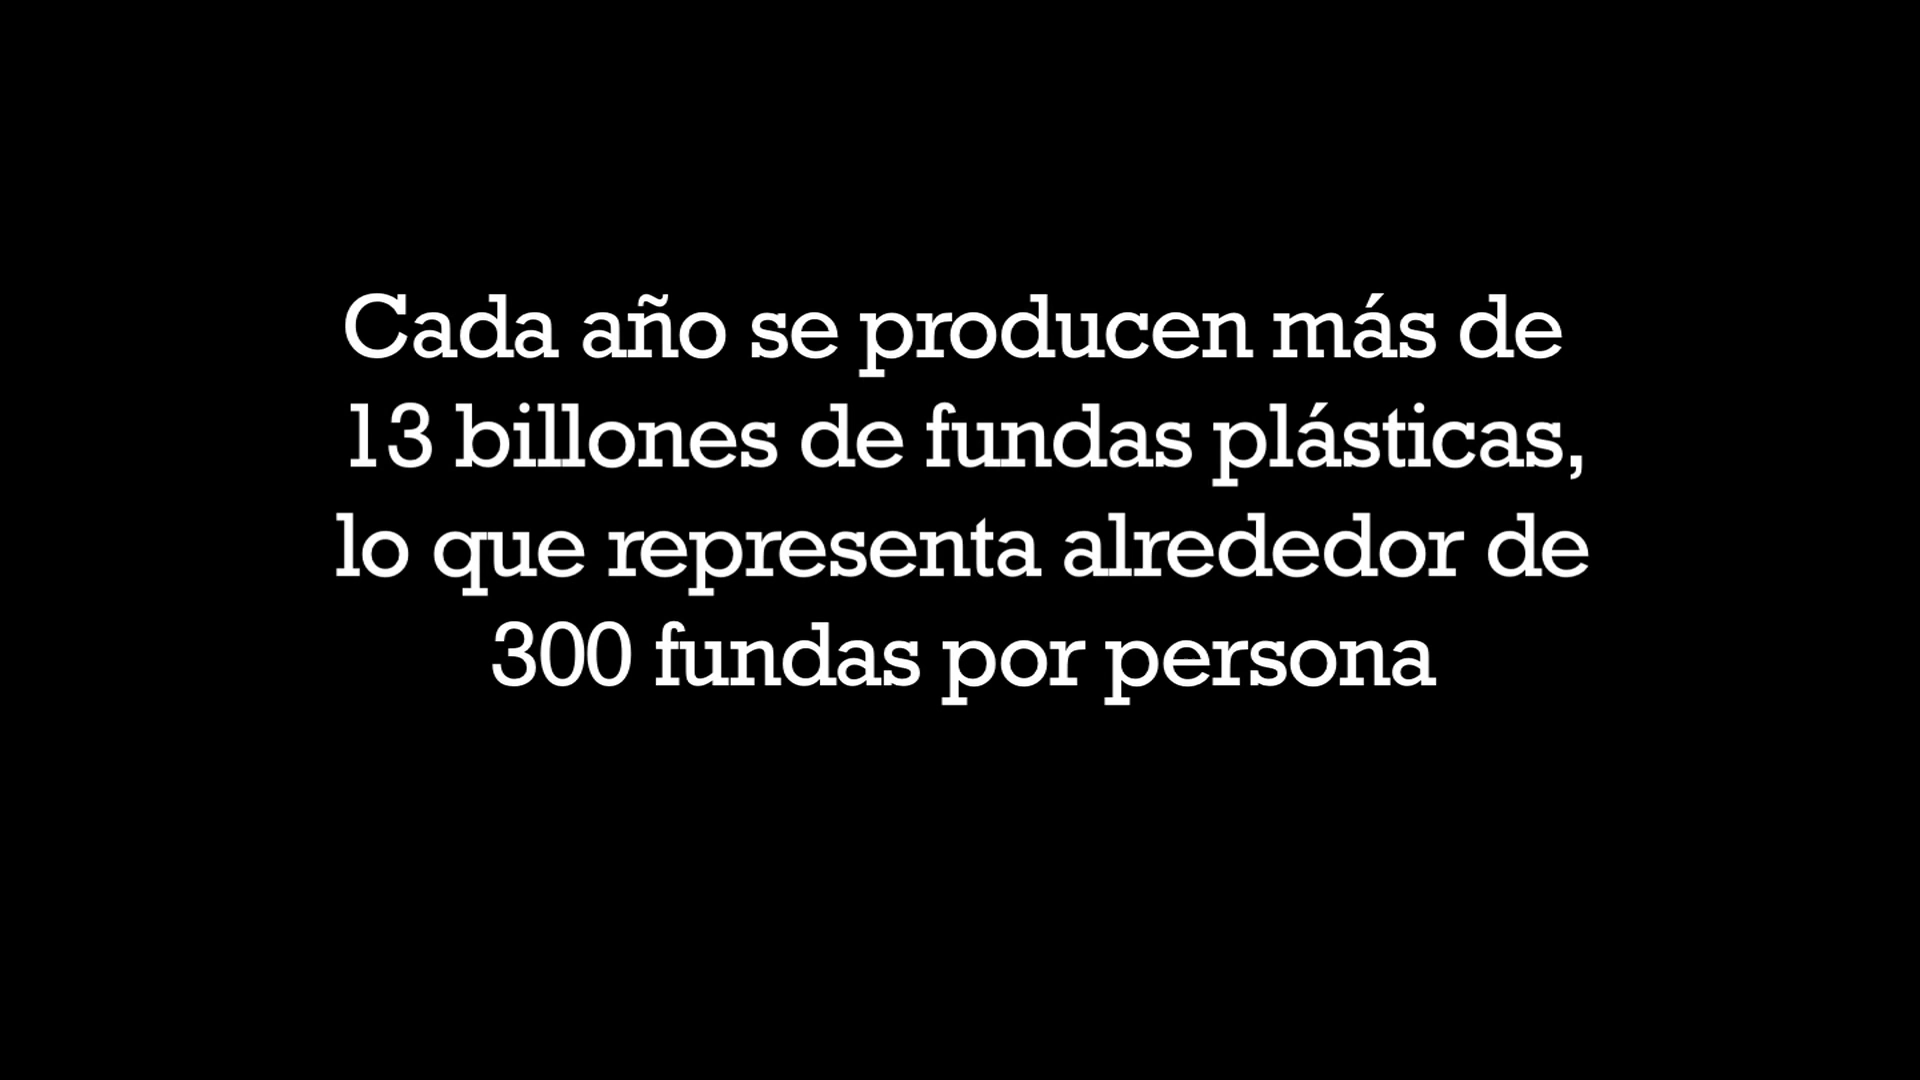 Cada año se producen más de
13 billones de fundas plásticas,
lo que representa alrededor de
300 fundas por persona